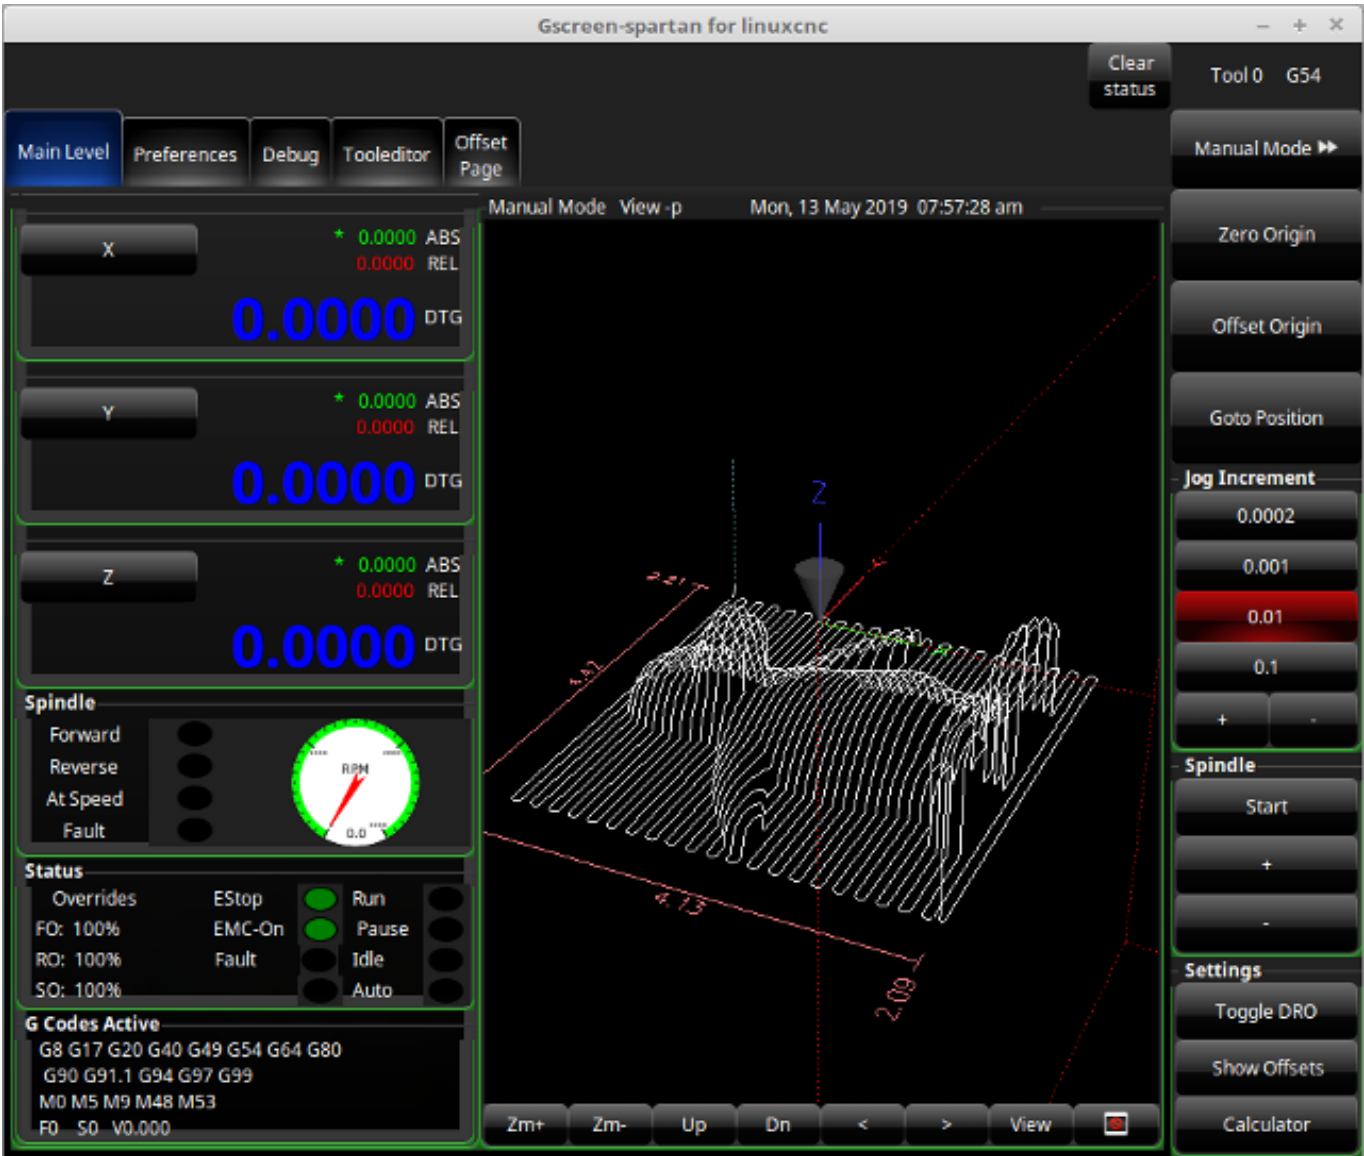 Gscreen-spartan for linuxcnc
Clear
status
Tool 0 G54
Main Level
Preferences
Debug
Tooleditor
Offset
Page
Manual Mode
Manual Mode View -p Mon, 13 May 2019 07:57:28 am
X
* 0.0000 ABS
0.0000 REL
0.0000 DTG
Y
* 0.0000 ABS
0.0000 REL
0.0000 DTG
Z
* 0.0000 ABS
0.0000 REL
0.0000 DTG
Spindle
Forward
Reverse
At Speed
Fault
RPM
0.0
Status
Overrides EStop Run
FO: 100% EMC-On Pause
RO: 100% Fault Idle
SO: 100% Auto
G Codes Active
G8 G17 G20 G40 G49 G54 G64 G80
G90 G91.1 G94 G97 G99
M0 M5 M9 M48 M53
F0 S0 V0.000
Z
4.13
2.09
Zm+
Zm-
Up
Dn
<
>
View
Zero Origin
Offset Origin
Goto Position
Jog Increment
0.0002
0.001
0.01
0.1
+ -
Spindle
Start
+
-
Settings
Toggle DRO
Show Offsets
Calculator